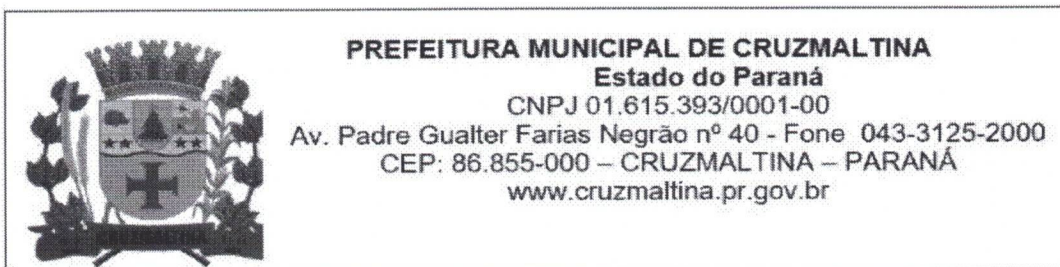 PREFEITURA MUNICIPAL DE CRUZMALTINA
Estado do Paraná
CNPJ 01.615.393/0001-00
Av. Padre Gualter Farias Negrão nº 40 - Fone 043-3125-2000
CEP: 86.855-000 – CRUZMALTINA – PARANÁ
www.cruzmaltina.pr.gov.br
CRUZMALTINA